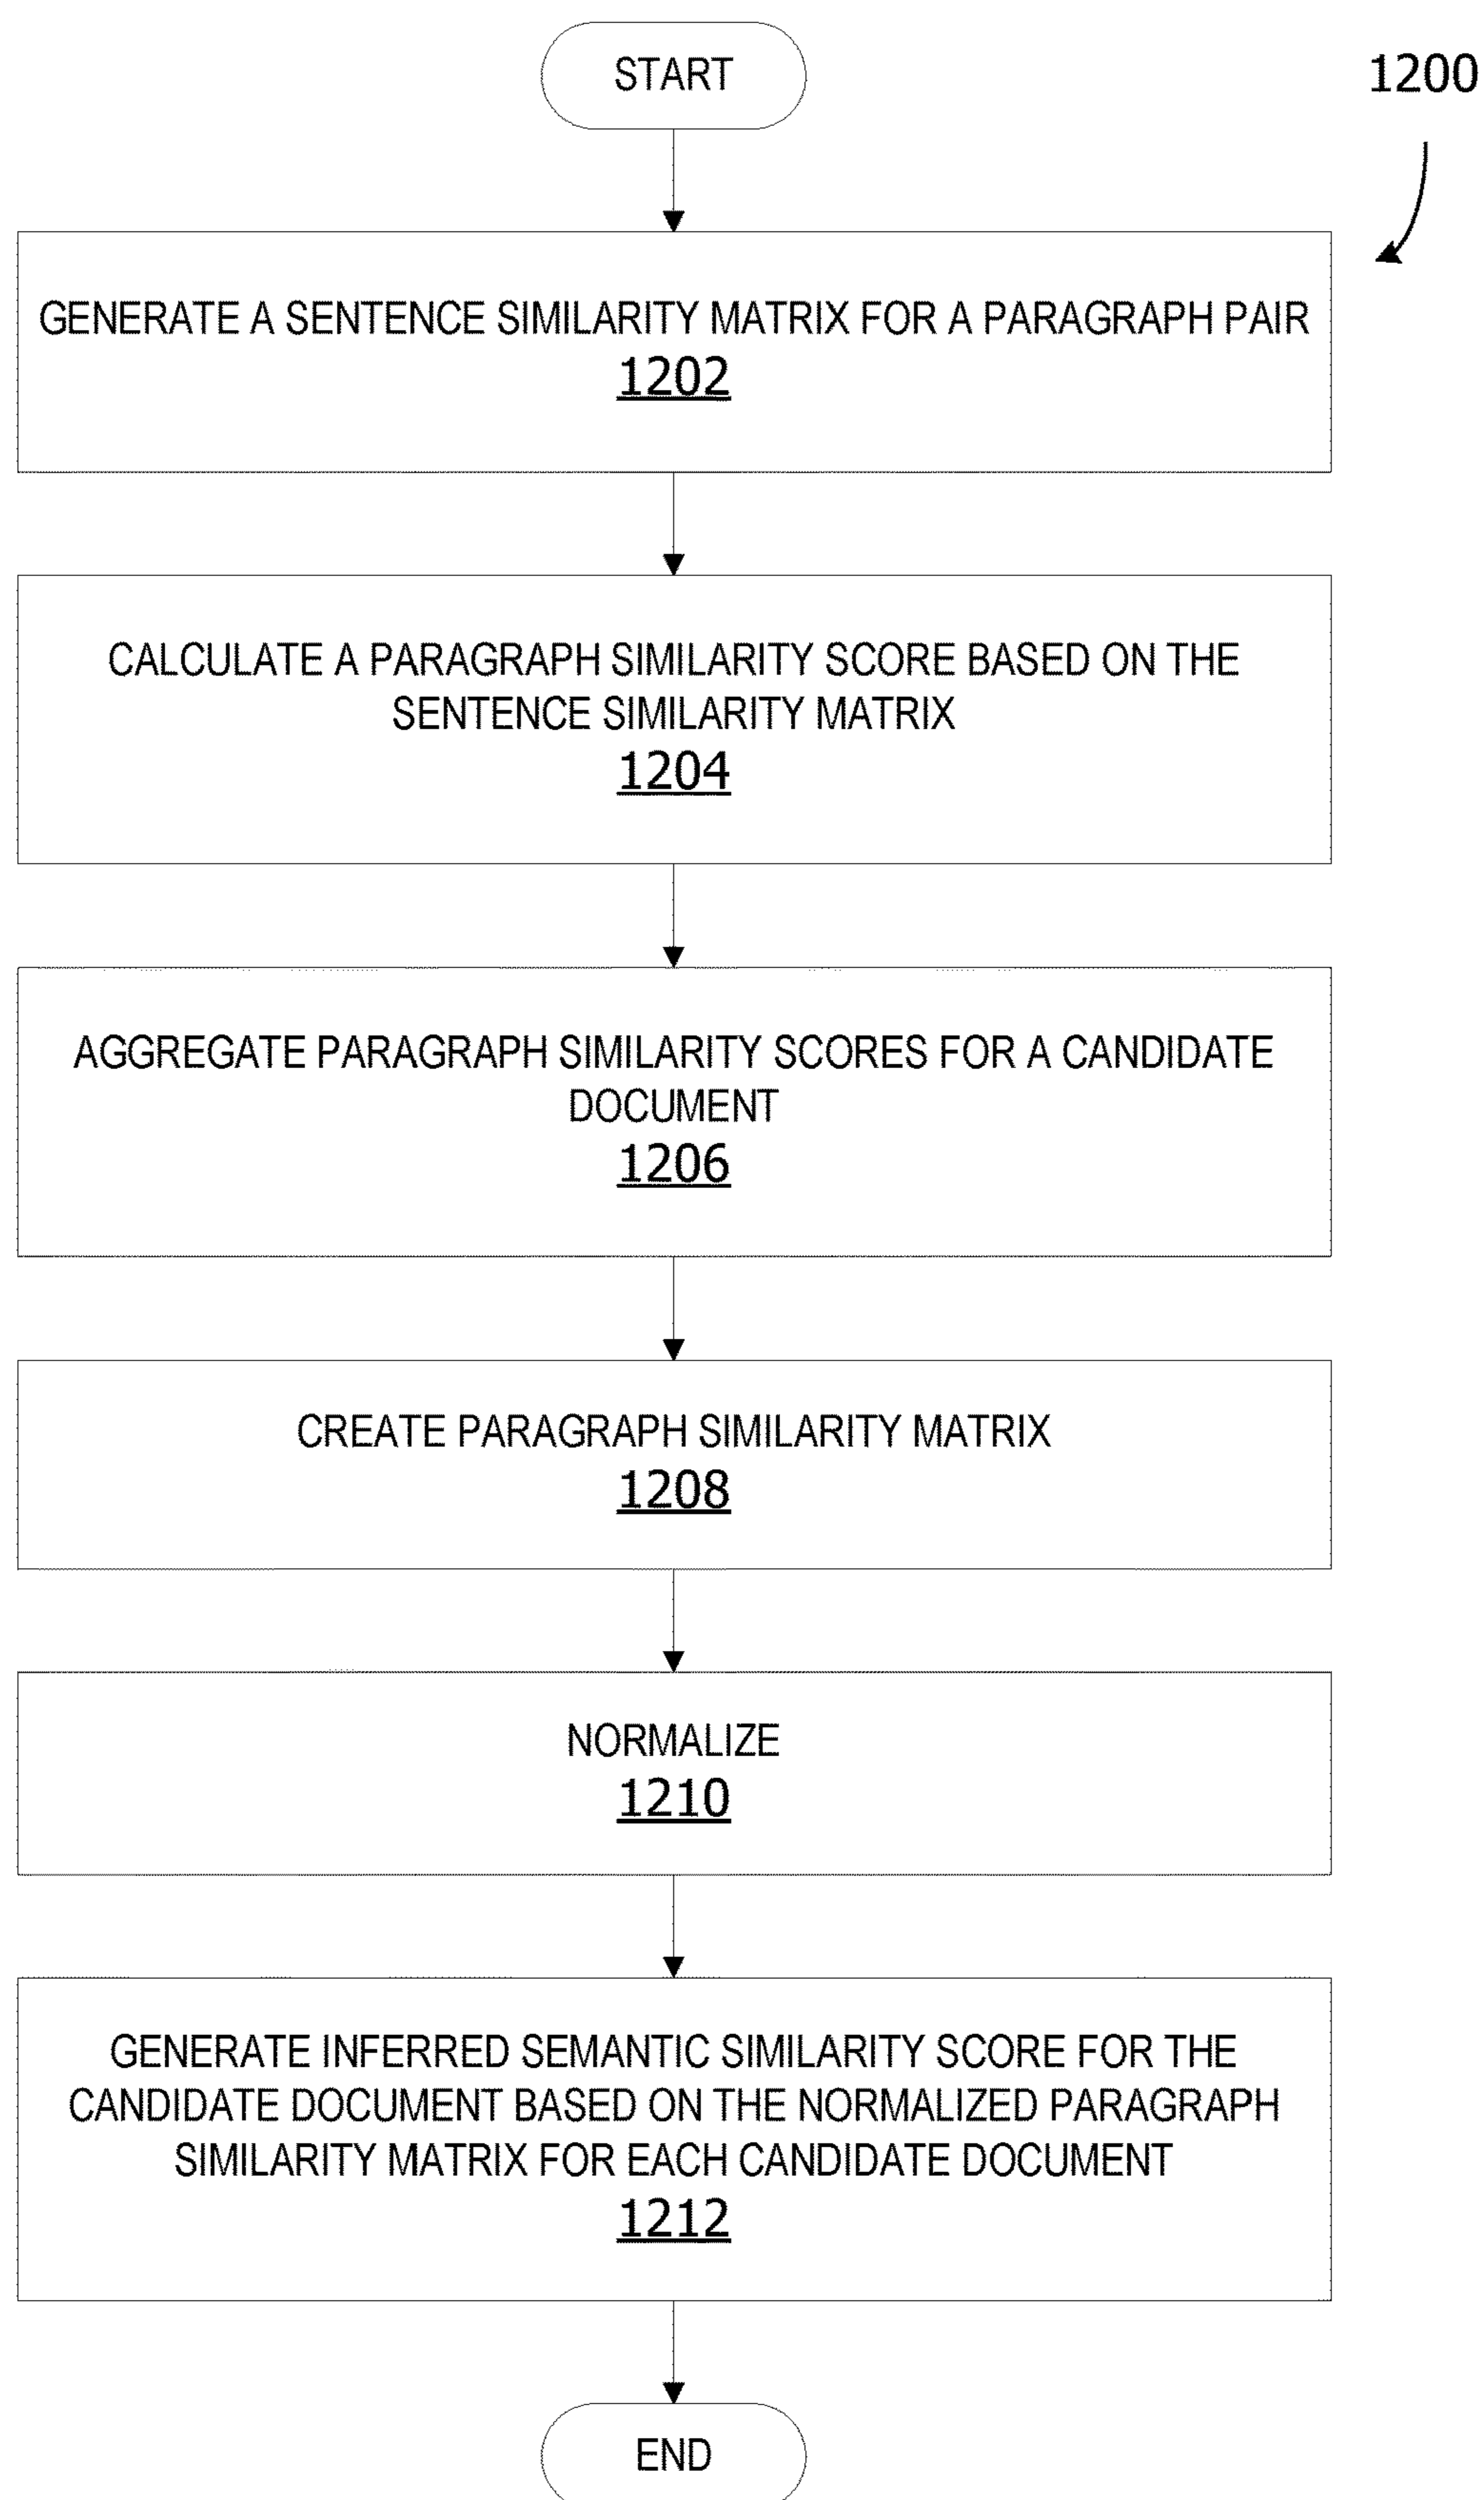 START
1200
GENERATE A SENTENCE SIMILARITY MATRIX FOR A PARAGRAPH PAIR
1202
CALCULATE A PARAGRAPH SIMILARITY SCORE BASED ON THE
SENTENCE SIMILARITY MATRIX
1204
AGGREGATE PARAGRAPH SIMILARITY SCORES FOR A CANDIDATE
DOCUMENT
1206
CREATE PARAGRAPH SIMILARITY MATRIX
1208
NORMALIZE
1210
GENERATE INFERRED SEMANTIC SIMILARITY SCORE FOR THE
CANDIDATE DOCUMENT BASED ON THE NORMALIZED PARAGRAPH
SIMILARITY MATRIX FOR EACH CANDIDATE DOCUMENT
1212
END